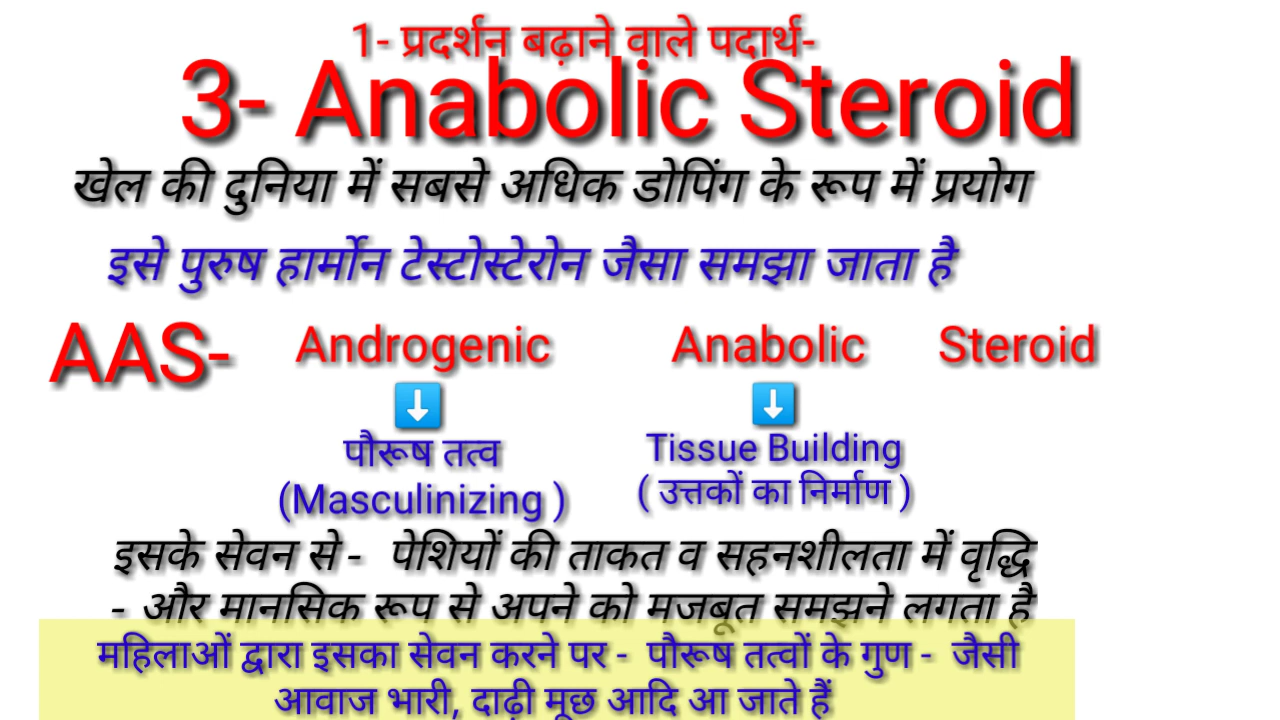 1- प्रदर्शन बढ़ाने वाले पदार्थ-
3- Anabolic Steroid
खेल की दुनिया में सबसे अधिक डोपिंग के रूप में प्रयोग
इसे पुरुष हार्मोन टेस्टोस्टेरोन जैसा समझा जाता है
AAS- Androgenic Anabolic Steroid
⬇️ ⬇️
पौरूष तत्व Tissue Building
(Masculinizing ) ( उत्तकों का निर्माण )
इसके सेवन से - पेशियों की ताकत व सहनशीलता में वृद्धि
- और मानसिक रूप से अपने को मजबूत समझने लगता है
महिलाओं द्वारा इसका सेवन करने पर - पौरूष तत्वों के गुण - जैसी
आवाज भारी, दाढ़ी मूछ आदि आ जाते हैं